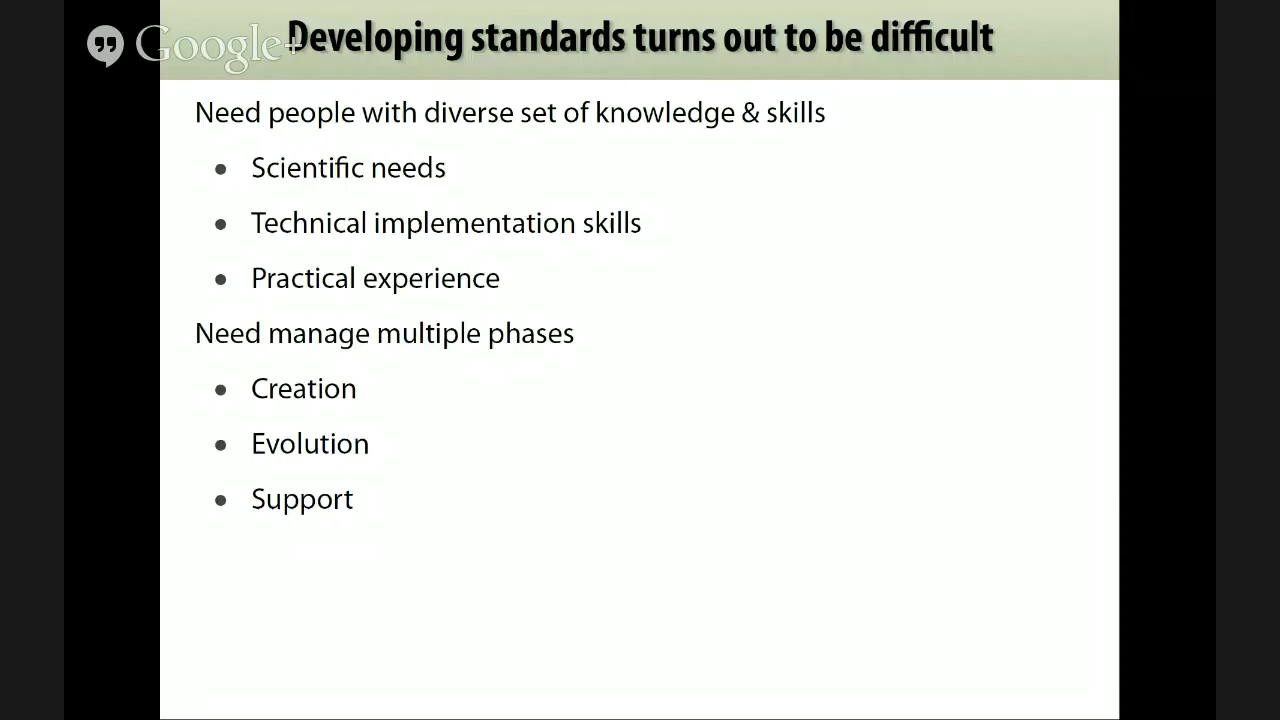 Google+
Developing standards turns out to be difficult
Need people with diverse set of knowledge & skills
• Scientific needs
• Technical implementation skills
• Practical experience
Need manage multiple phases
• Creation
• Evolution
• Support